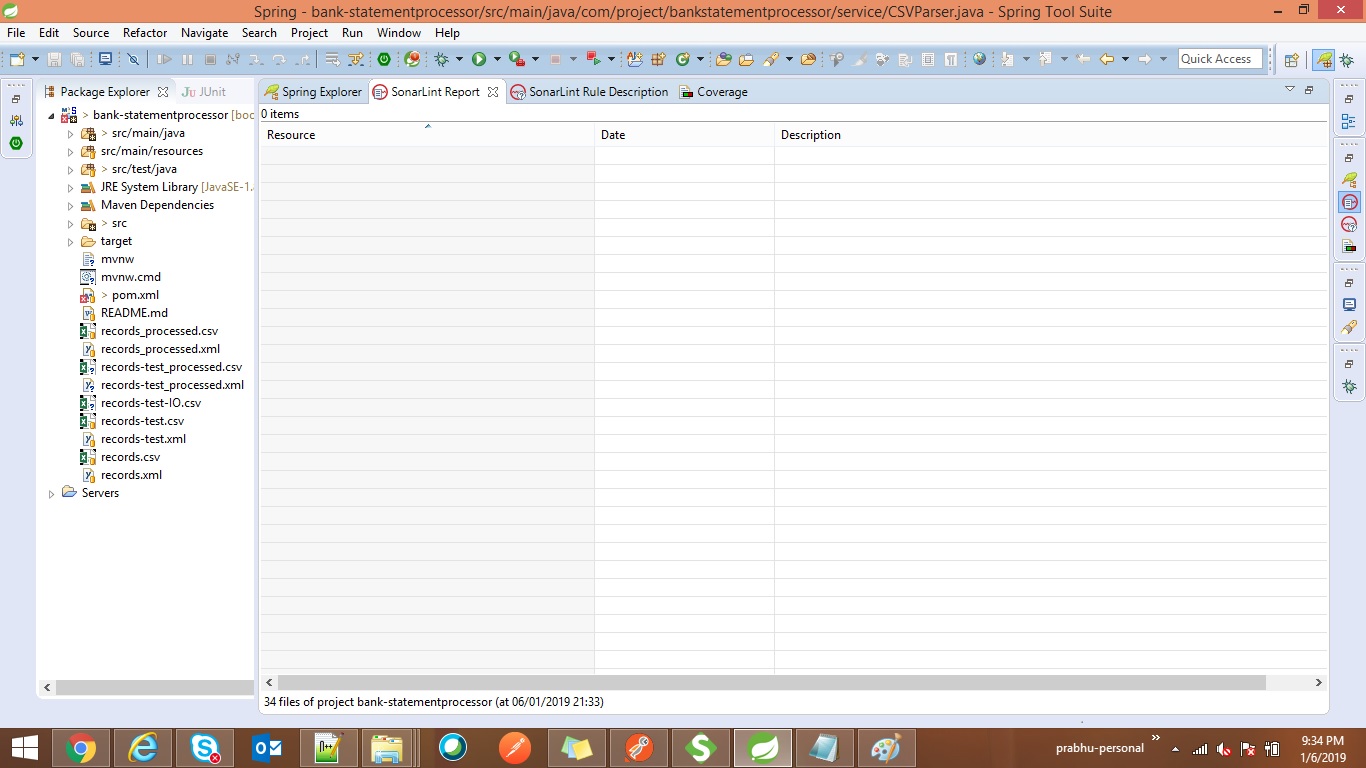 Spring - bank-statementprocessor/src/main/java/com/project/bankstatementprocessor/service/CSVParser.java - Spring Tool Suite
File Edit Source Refactor Navigate Search Project Run Window Help
Quick Access
Package Explorer JUnit
Spring Explorer SonarLint Report SonarLint Rule Description Coverage
0 items
Resource Date Description
> bank-statementprocessor [boo
> src/main/java
src/main/resources
> src/test/java
JRE System Library [JavaSE-1.
Maven Dependencies
> src
target
mvnw
mvnw.cmd
> pom.xml
README.md
records_processed.csv
records_processed.xml
records-test_processed.csv
records-test_processed.xml
records-test-IO.csv
records-test.csv
records-test.xml
records.csv
records.xml
Servers
34 files of project bank-statementprocessor (at 06/01/2019 21:33)
prabhu-personal
9:34 PM
1/6/2019